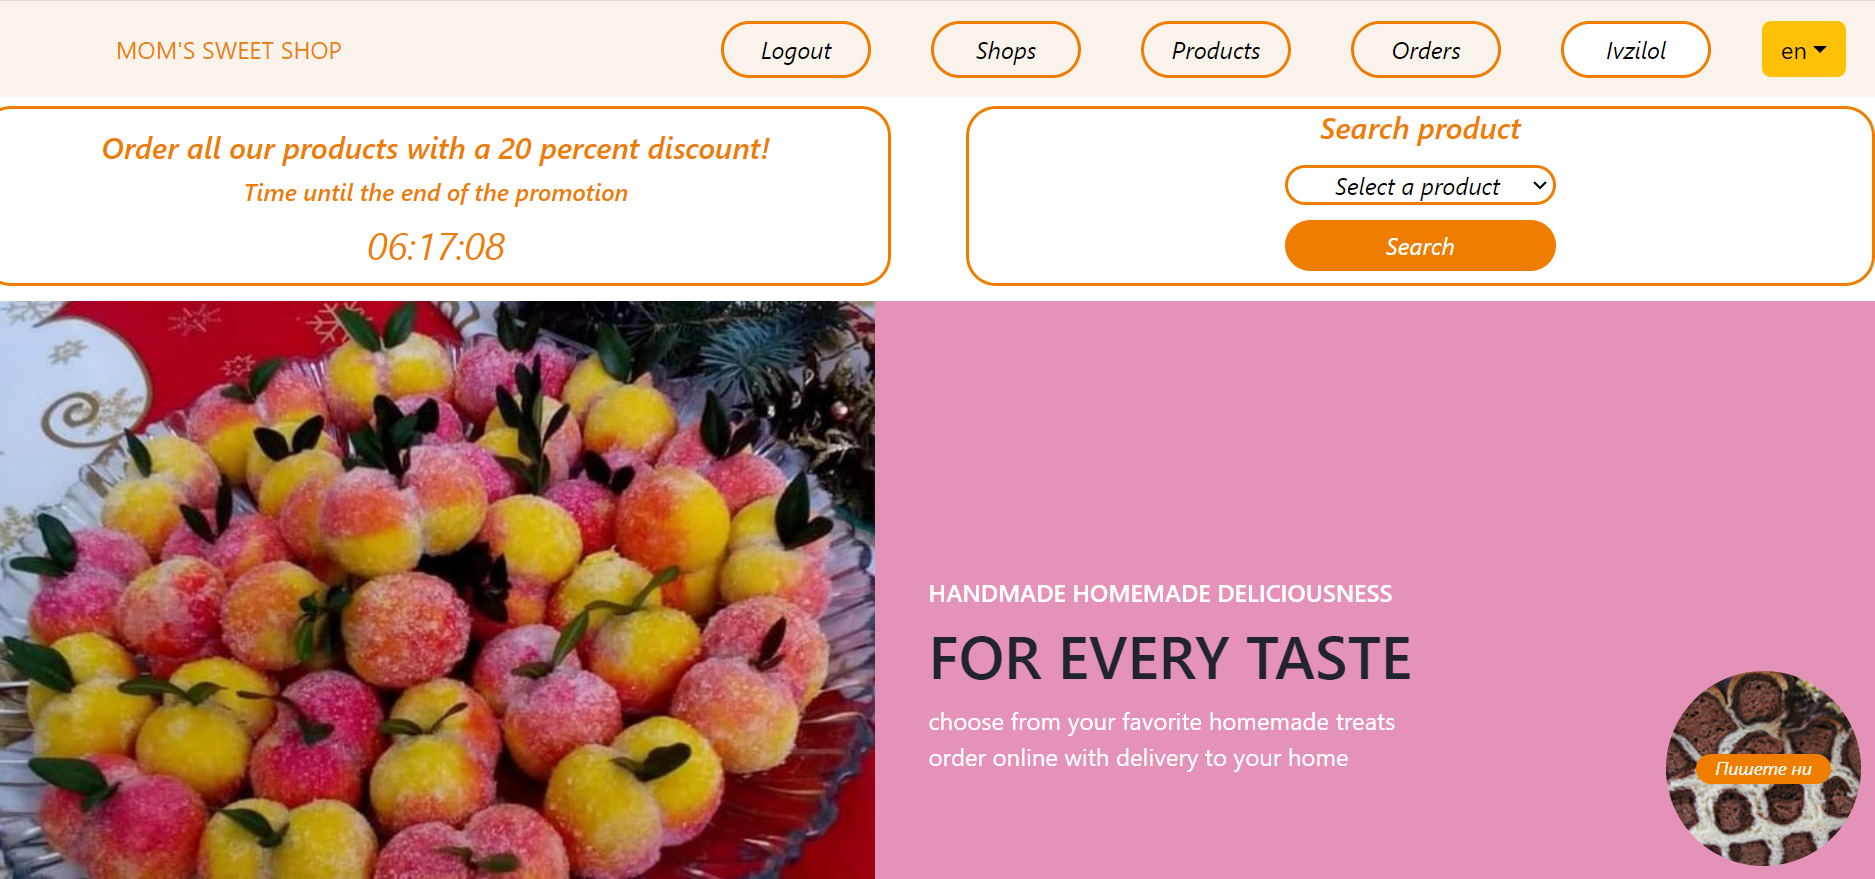 MOM'S SWEET SHOP
Logout
Shops
Products
Orders
Ivzilol
en
Order all our products with a 20 percent discount!
Time until the end of the promotion
06:17:08
Search product
Select a product
Search
HANDMADE HOMEMADE DELICIOUSNESS
FOR EVERY TASTE
choose from your favorite homemade treats
order online with delivery to your home
Пишете ни